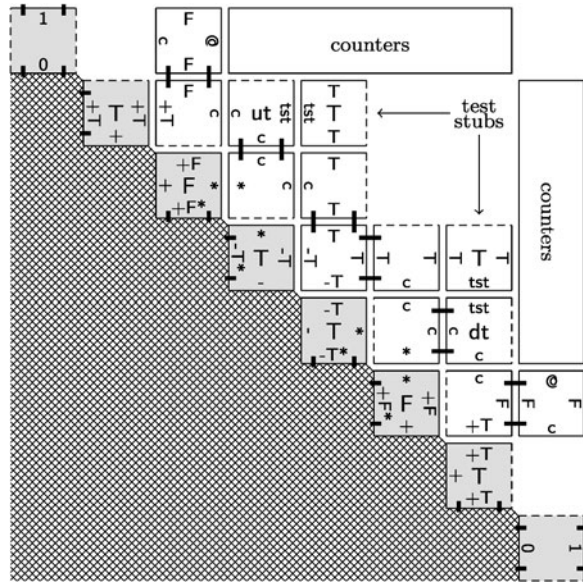 1
F
c @
counters
0
F
+T T +T
F
T
+
+T c
c ut tst
tst T
test
stubs
c
T
counters
+F
c
T
+ F *
* c
c
+F*
T
*
T
-T* T -T
-T T
T T
T T T
-
-T
c
tst
-T
c
tst
- T *
c
c dt
-T*
*
c
*
c
@
+F* F +F
F
F
+
+T
c
+T
+ T
+T
0 1